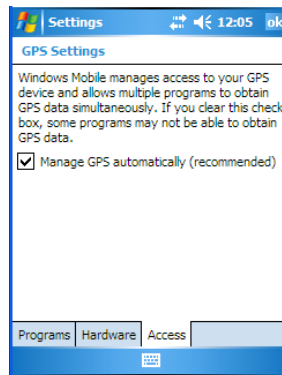 Settings 12:05 ok
GPS Settings
Windows Mobile manages access to your GPS
device and allows multiple programs to obtain
GPS data simultaneously. If you clear this check
box, some programs may not be able to obtain
GPS data.
Manage GPS automatically (recommended)
Programs Hardware Access